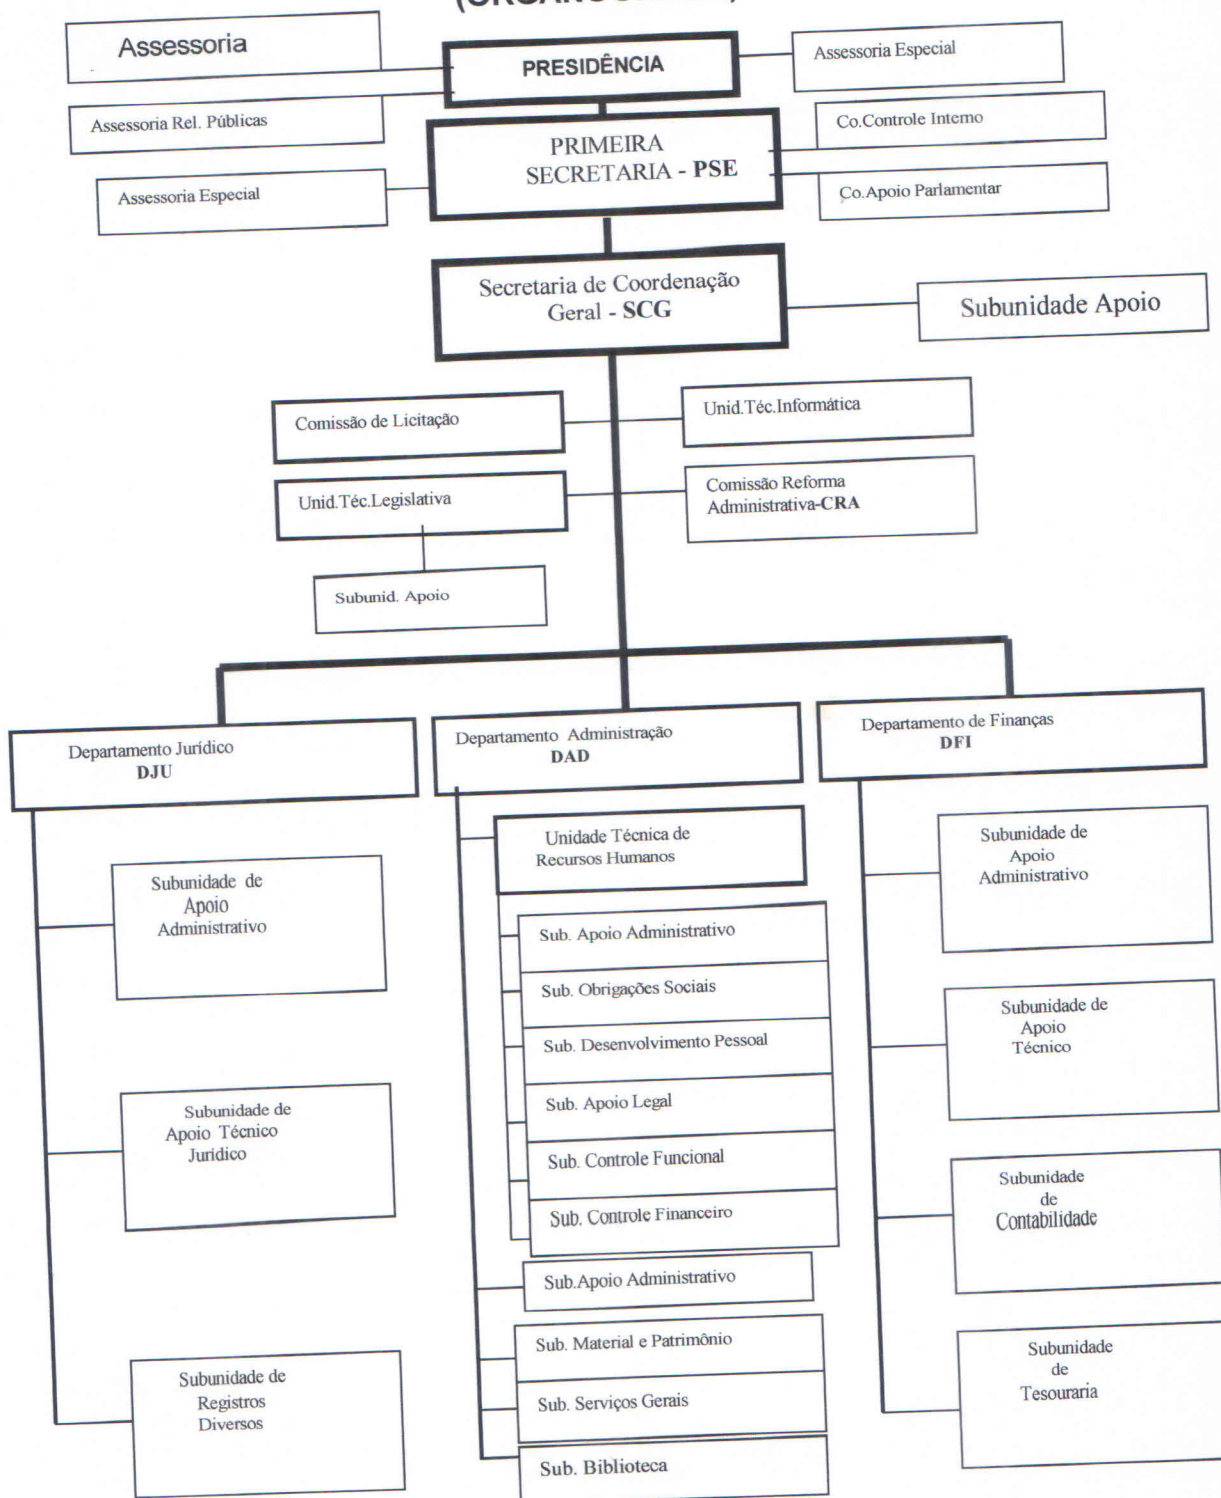 Assessoria
PRESIDÊNCIA
Assessoria Especial
Assessoria Rel. Públicas
Co.Controle Interno
PRIMEIRA
SECRETARIA - PSE
Assessoria Especial
Co.Apoio Parlamentar
Secretaria de Coordenação
Geral - SCG
Subunidade Apoio
Comissão de Licitação
Unid.Téc.Informática
Unid.Téc.Legislativa
Comissão Reforma
Administrativa-CRA
Subunid. Apoio
Departamento Jurídico
DJU
Departamento Administração
DAD
Departamento de Finanças
DFI
Subunidade de
Apoio
Administrativo
Subunidade de
Apoio Técnico
Jurídico
Subunidade de
Registros
Diversos
Unidade Técnica de
Recursos Humanos
Sub. Apoio Administrativo
Sub. Obrigações Sociais
Sub. Desenvolvimento Pessoal
Sub. Apoio Legal
Sub. Controle Funcional
Sub. Controle Financeiro
Sub.Apoio Administrativo
Sub. Material e Patrimônio
Sub. Serviços Gerais
Sub. Biblioteca
Subunidade de
Apoio
Administrativo
Subunidade de
Apoio
Técnico
Subunidade
de
Contabilidade
Subunidade
de
Tesouraria